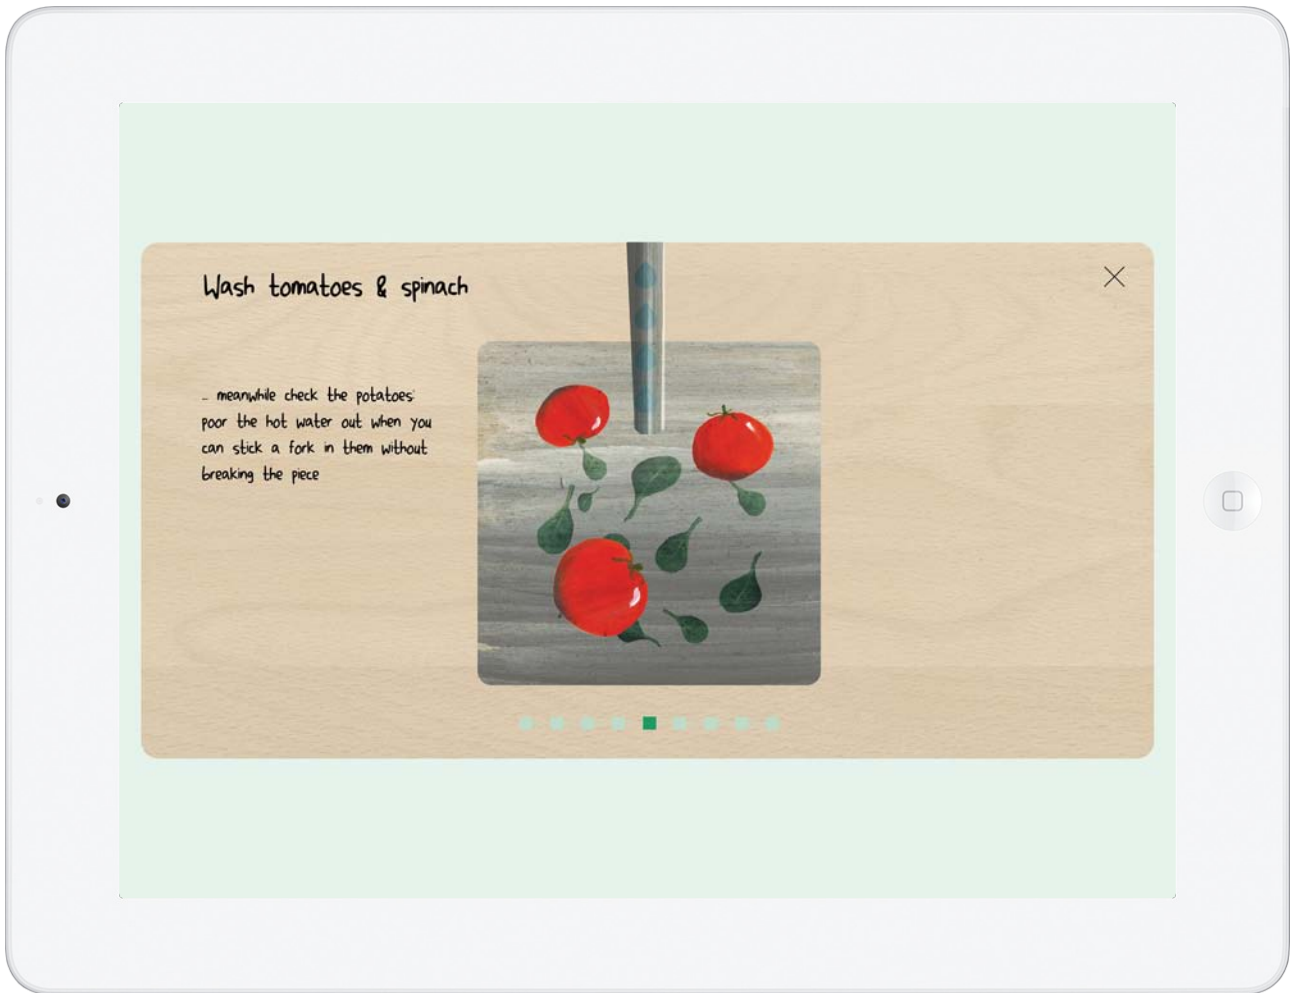 Wash tomatoes & spinach
... meanwhile check the potatoes:
poor the hot water out when you
can stick a fork in them without
breaking the piece